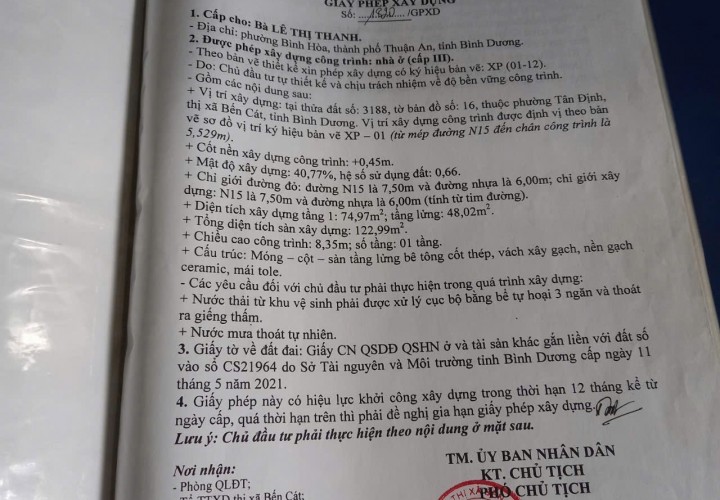 GIẤY PHÉP XÂY DỰNG
Số: ...1820.../GPXD
1. Cấp cho: Bà LÊ THỊ THANH.
- Địa chỉ: phường Bình Hòa, thành phố Thuận An, tỉnh Bình Dương.
2. Được phép xây dựng công trình: nhà ở (cấp III).
- Theo bản vẽ thiết kế xin phép xây dựng có ký hiệu bản vẽ: XP (01-12).
- Do: Chủ đầu tư tự thiết kế và chịu trách nhiệm về độ bền vững công trình.
- Gồm các nội dung sau:
+ Vị trí xây dựng: tại thửa đất số: 3188, tờ bản đồ số: 16, thuộc phường Tân Định,
thị xã Bến Cát, tỉnh Bình Dương. Vị trí xây dựng công trình được định vị theo bản
vẽ sơ đồ vị trí ký hiệu bản vẽ XP – 01 (từ mép đường N15 đến chân công trình là
5,529m).
+ Cốt nền xây dựng công trình: +0,45m.
+ Mật độ xây dựng: 40,77%, hệ số sử dụng đất: 0,66.
+ Chỉ giới đường đỏ: đường N15 là 7,50m và đường nhựa là 6,00m; chỉ giới xây
dựng: N15 là 7,50m và đường nhựa là 6,00m (tính từ tim đường).
+ Diện tích xây dựng tầng 1: 74,97m²; tầng lửng: 48,02m².
+ Tổng diện tích sàn xây dựng: 122,99m².
+ Chiều cao công trình: 8,35m; số tầng: 01 tầng.
+ Cấu trúc: Móng – cột – sàn tầng lửng bê tông cốt thép, vách xây gạch, nền gạch
ceramic, mái tole.
- Các yêu cầu đối với chủ đầu tư phải thực hiện trong quá trình xây dựng:
+ Nước thải từ khu vệ sinh phải được xử lý cục bộ bằng bể tự hoại 3 ngăn và thoát
ra giếng thấm.
+ Nước mưa thoát tự nhiên.
3. Giấy tờ về đất đai: Giấy CN QSDĐ QSHN ở và tài sản khác gắn liền với đất số
vào sổ CS21964 do Sở Tài nguyên và Môi trường tỉnh Bình Dương cấp ngày 11
tháng 5 năm 2021.
4. Giấy phép này có hiệu lực khởi công xây dựng trong thời hạn 12 tháng kể từ
ngày cấp, quá thời hạn trên thì phải đề nghị gia hạn giấy phép xây dựng.
Lưu ý: Chủ đầu tư phải thực hiện theo nội dung ở mặt sau.
TM. ỦY BAN NHÂN DÂN
Nơi nhận:
KT. CHỦ TỊCH
- Phòng QLĐT;
PHÓ CHỦ TỊCH
- Tổ TTXD thị xã Bến Cát;
THỊ XÃ